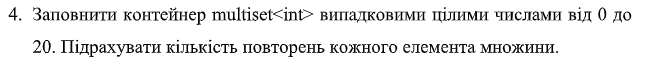 4. Заповнити контейнер multiset<int> випадковими цілими числами від 0 до
20. Підрахувати кількість повторень кожного елемента множини.